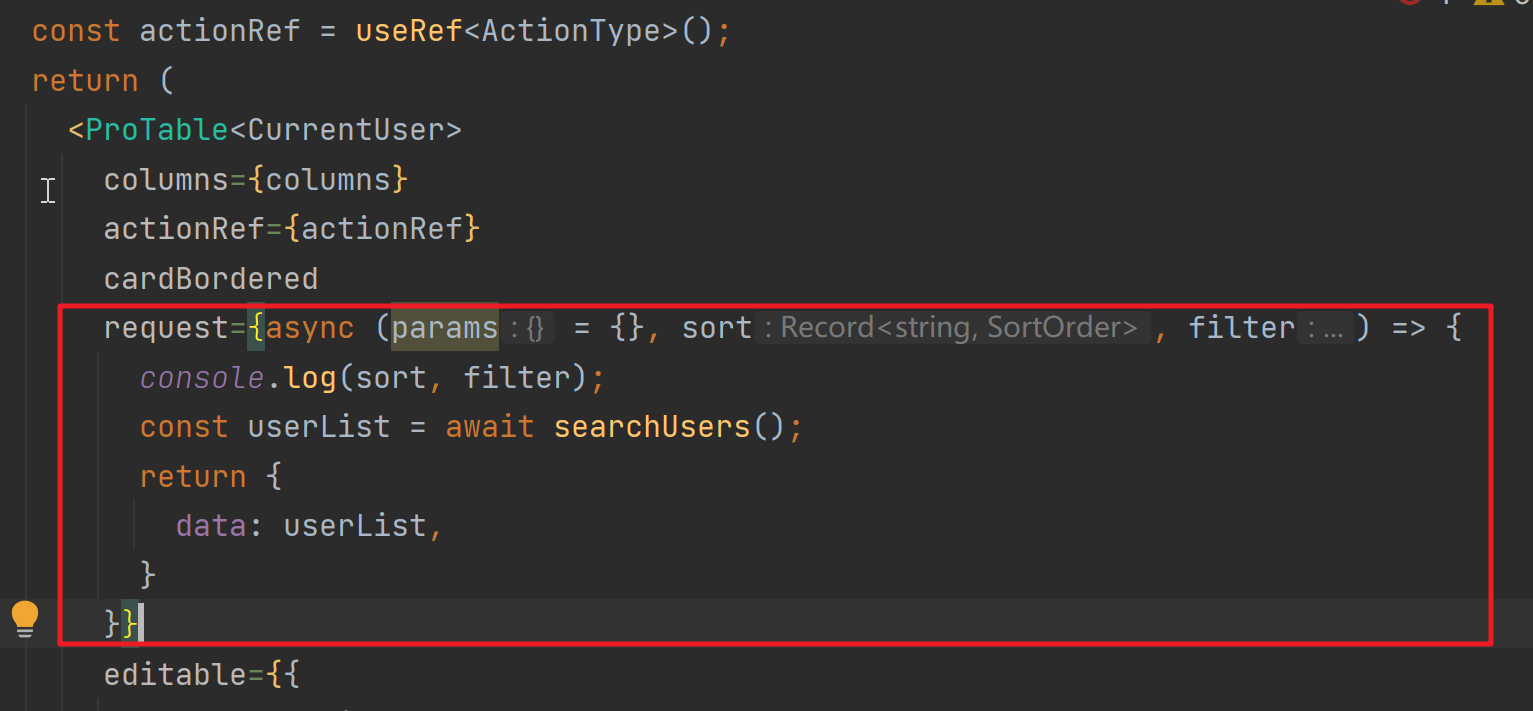 const actionRef = useRef<ActionType>();
return (
<ProTable<CurrentUser>
columns={columns}
actionRef={actionRef}
cardBordered
request={async (params : {} = {}, sort : Record<string, SortOrder> , filter : ... ) => {
console.log(sort, filter);
const userList = await searchUsers();
return {
data: userList,
}
}}
editable={{